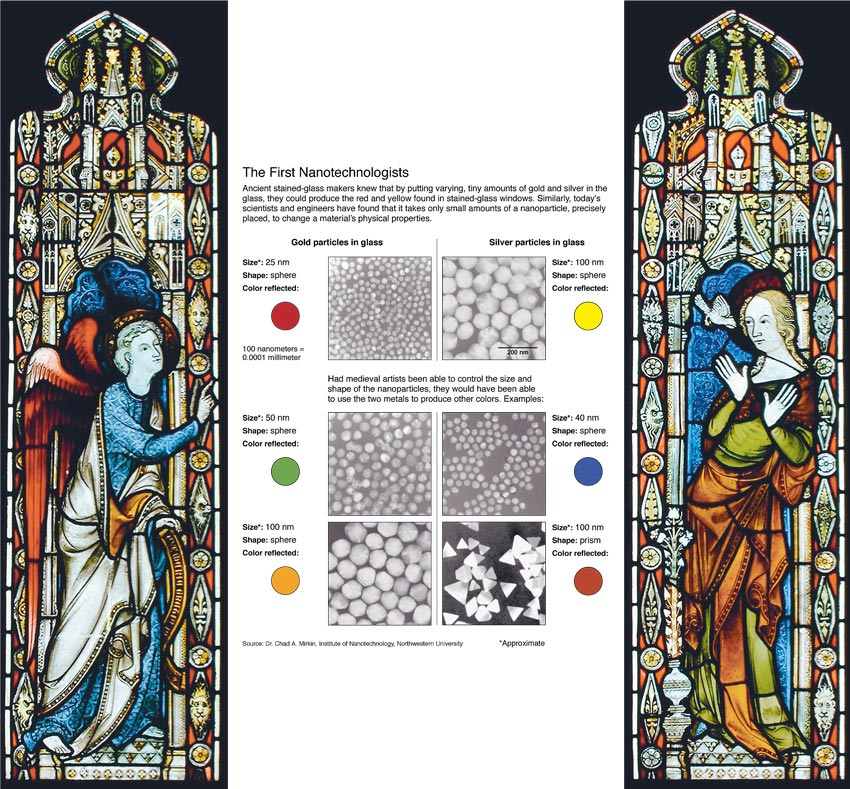 The First Nanotechnologists
Ancient stained-glass makers knew that by putting varying, tiny amounts of gold and silver in the
glass, they could produce the red and yellow found in stained-glass windows. Similarly, today's
scientists and engineers have found that it takes only small amounts of a nanoparticle, precisely
placed, to change a material's physical properties.
Gold particles in glass
Silver particles in glass
Size*: 25 nm
Shape: sphere
Color reflected:
100 nanometers =
0.0001 millimeter
200 nm
Size*: 100 nm
Shape: sphere
Color reflected:
Had medieval artists been able to control the size and
shape of the nanoparticles, they would have been able
to use the two metals to produce other colors. Examples:
Size*: 50 nm
Shape: sphere
Color reflected:
Size*: 40 nm
Shape: sphere
Color reflected:
Size*: 100 nm
Shape: sphere
Color reflected:
Size*: 100 nm
Shape: prism
Color reflected:
Source: Dr. Chad A. Mirkin, Institute of Nanotechnology, Northwestern University
*Approximate